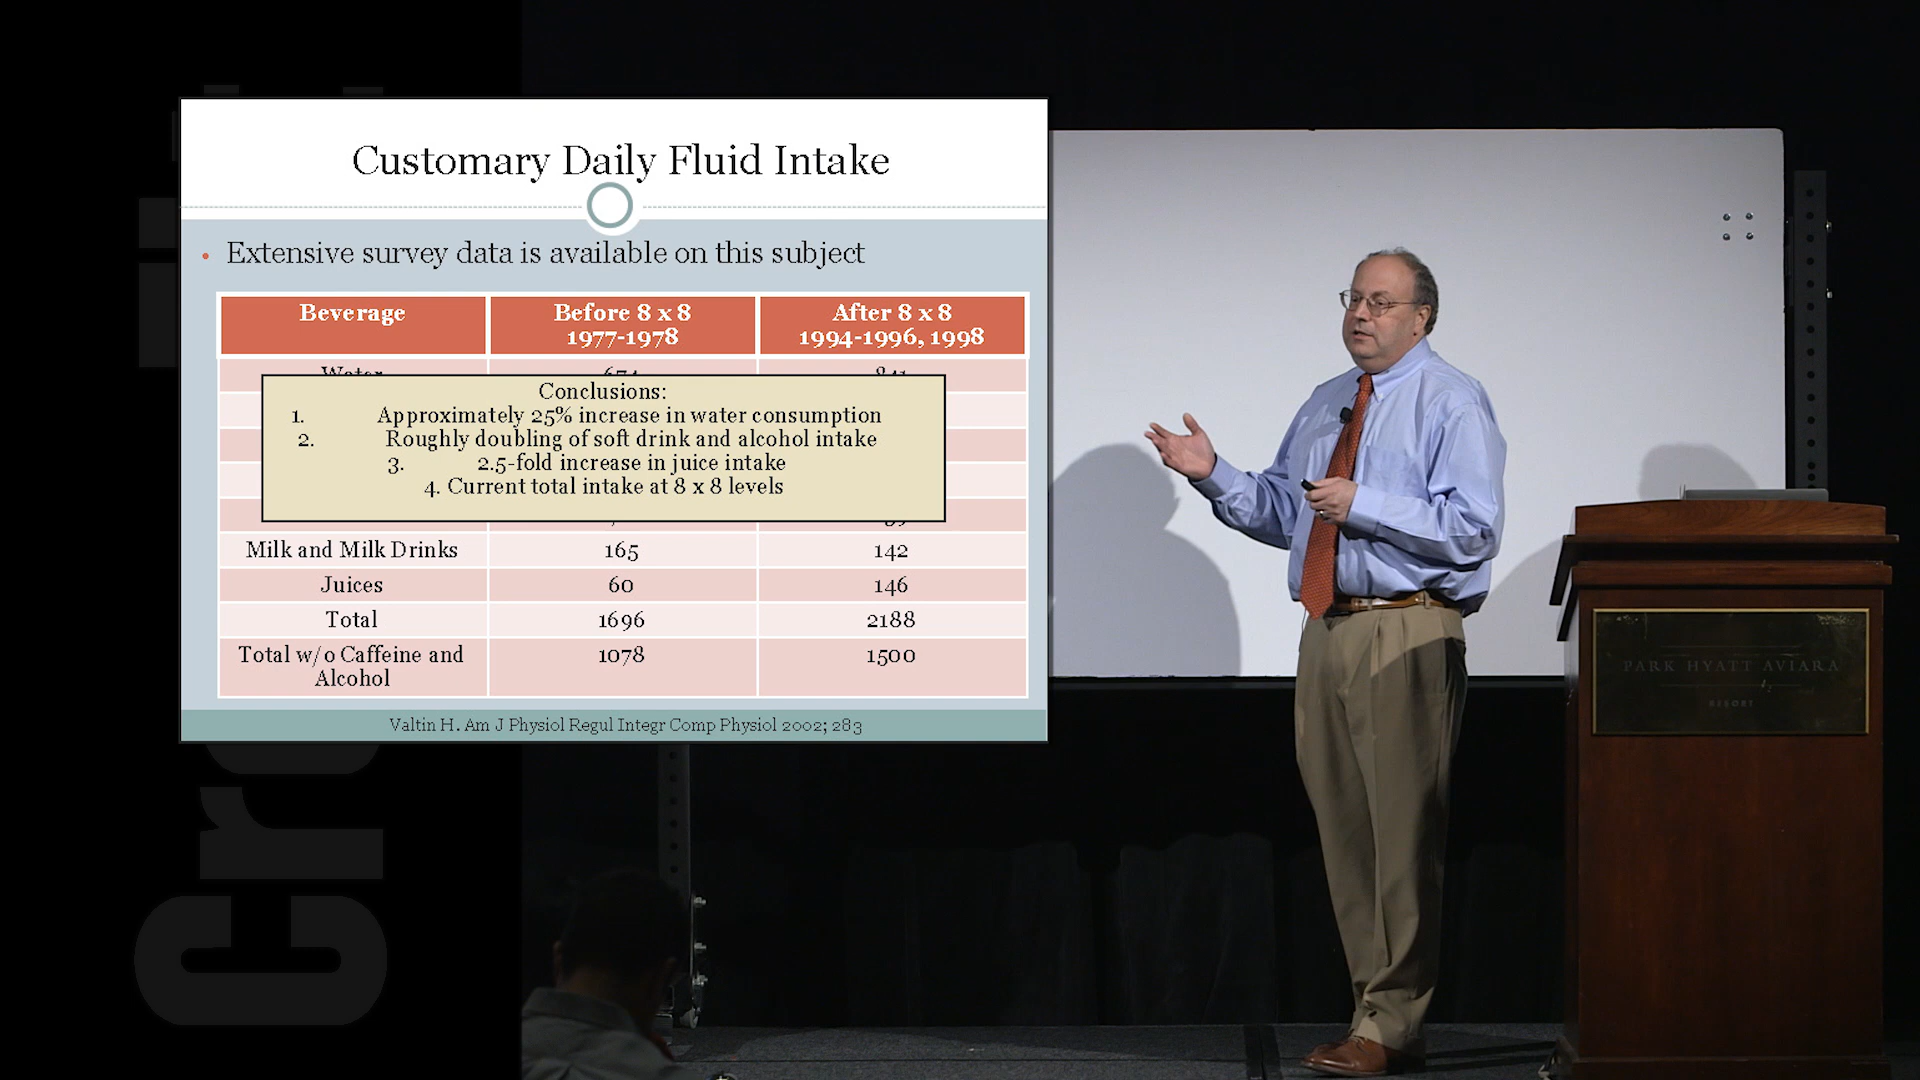 Customary Daily Fluid Intake
• Extensive survey data is available on this subject
Beverage
Before 8 x 8
1977-1978
After 8 x 8
1994-1996, 1998
Water 674 841
Conclusions:
1. Approximately 25% increase in water consumption
2. Roughly doubling of soft drink and alcohol intake
3. 2.5-fold increase in juice intake
4. Current total intake at 8 x 8 levels
Milk and Milk Drinks 165 142
Juices 60 146
Total 1696 2188
Total w/o Caffeine and
Alcohol
1078 1500
Valtin H. Am J Physiol Regul Integr Comp Physiol 2002; 283
PARK HYATT AVIARA
RESORT